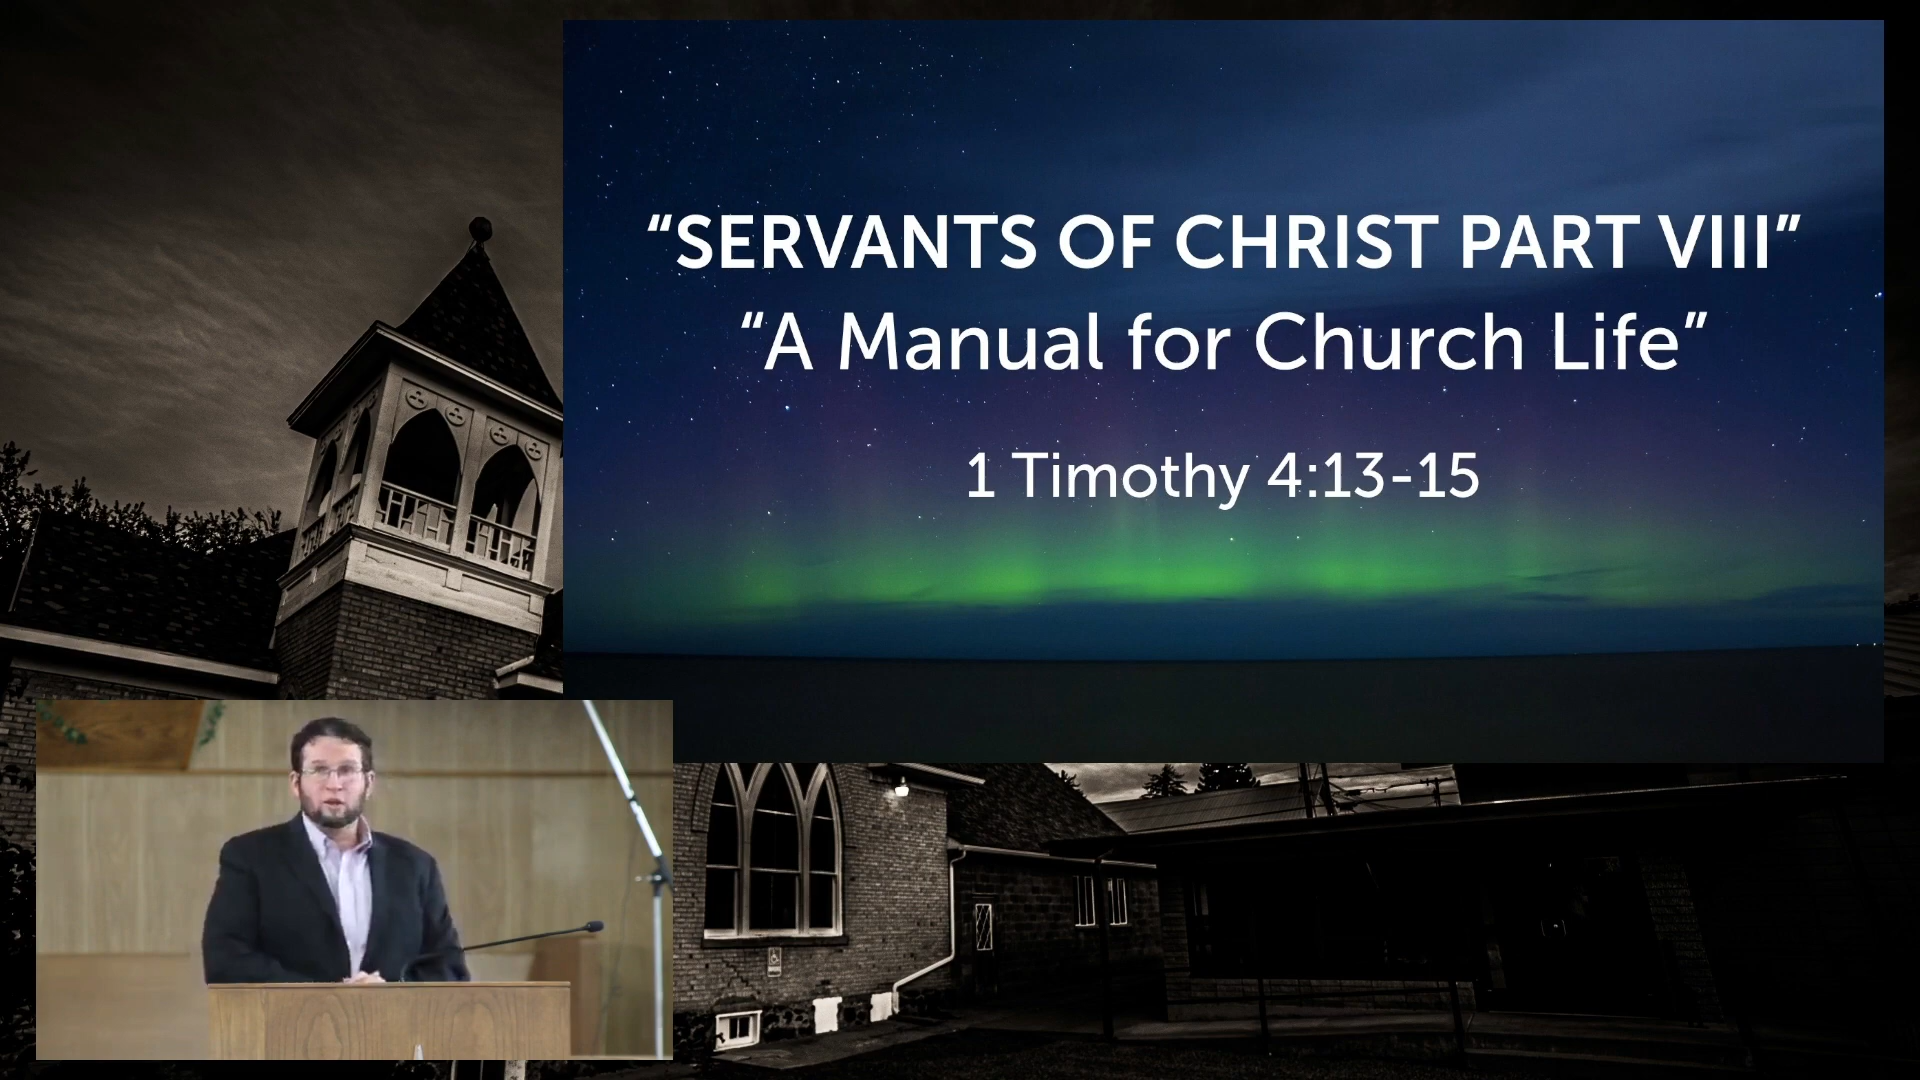 “SERVANTS OF CHRIST PART VIII”
“A Manual for Church Life”
1 Timothy 4:13-15